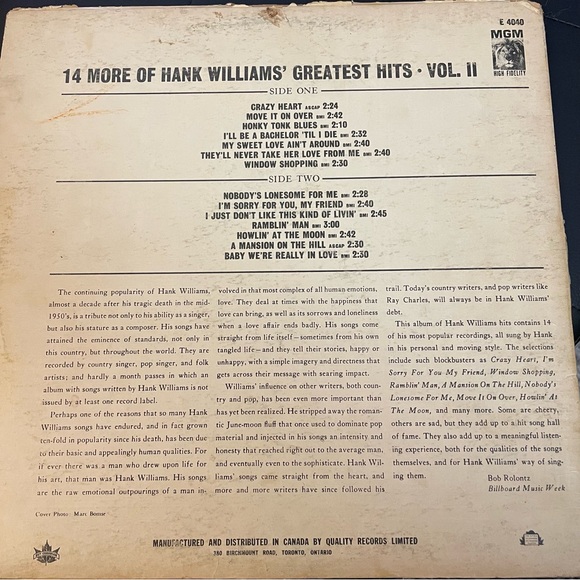 E 4040
MGM
HIGH FIDELITY
14 MORE OF HANK WILLIAMS' GREATEST HITS • VOL. II
SIDE ONE
CRAZY HEART ASCAP 2:24
MOVE IT ON OVER BMI 2:42
HONKY TONK BLUES BMI 2:10
I'LL BE A BACHELOR 'TIL I DIE BMI 2:32
MY SWEET LOVE AIN'T AROUND BMI 2:40
THEY'LL NEVER TAKE HER LOVE FROM ME BMI 2:40
WINDOW SHOPPING BMI 2:30
SIDE TWO
NOBODY'S LONESOME FOR ME BMI 2:28
I'M SORRY FOR YOU, MY FRIEND BMI 2:40
I JUST DON'T LIKE THIS KIND OF LIVIN' BMI 2:45
RAMBLIN' MAN BMI 3:00
HOWLIN' AT THE MOON BMI 2:42
A MANSION ON THE HILL ASCAP 2:30
BABY WE'RE REALLY IN LOVE BMI 2:30
The continuing popularity of Hank Williams,
almost a decade after his tragic death in the mid-
1950's, is a tribute not only to his ability as a singer,
but also his stature as a composer. His songs have
attained the eminence of standards, not only in
this country, but throughout the world. They are
recorded by country singer, pop singer, and folk
artists; and hardly a month passes in which an
album with songs written by Hank Williams is not
issued by at least one record label.
Perhaps one of the reasons that so many Hank
Williams songs have endured, and in fact grown
ten-fold in popularity since his death, has been due
to their basic and appealingly human qualities. For
if ever there was a man who drew upon life for
his art, that man was Hank Williams. His songs
are the raw emotional outpourings of a man in-
volved in that most complex of all human emotions,
love. They deal at times with the happiness that
love can bring, as well as its sorrows and loneliness
when a love affair ends badly. His songs come
straight from life itself—sometimes from his own
tangled life—and they tell their stories, happy or
unhappy, with a simple imagery and directness that
gets across their message with searing impact.
Williams' influence on other writers, both coun-
try and pop, has been even more important than
has yet been realized. He stripped away the roman-
tic June-moon fluff that once used to dominate pop
material and injected in his songs an intensity and
honesty that reached right out to the average man,
and eventually even to the sophisticate. Hank Wil-
liams' songs came straight from the heart, and
more and more writers have since followed his
trail. Today's country writers, and pop writers like
Ray Charles, will always be in Hank Williams'
debt.
This album of Hank Williams hits contains 14
of his most popular recordings, all sung by Hank
in his personal and moving style. The selections
include such blockbusters as Crazy Heart, I'm
Sorry For You My Friend, Window Shopping,
Ramblin' Man, A Mansion On The Hill, Nobody's
Lonesome For Me, Move It On Over, Howlin' At
The Moon, and many more. Some are cheery,
others are sad, but they add up to a hit song hall
of fame. They also add up to a meaningful listen-
ing experience, both for the qualities of the songs
themselves, and for Hank Williams' way of sing-
ing them.
Bob Rolontz
Billboard Music Week
Cover Photo: Marc Bomse
MANUFACTURED AND DISTRIBUTED IN CANADA BY QUALITY RECORDS LIMITED
380 BIRCHMOUNT ROAD, TORONTO, ONTARIO